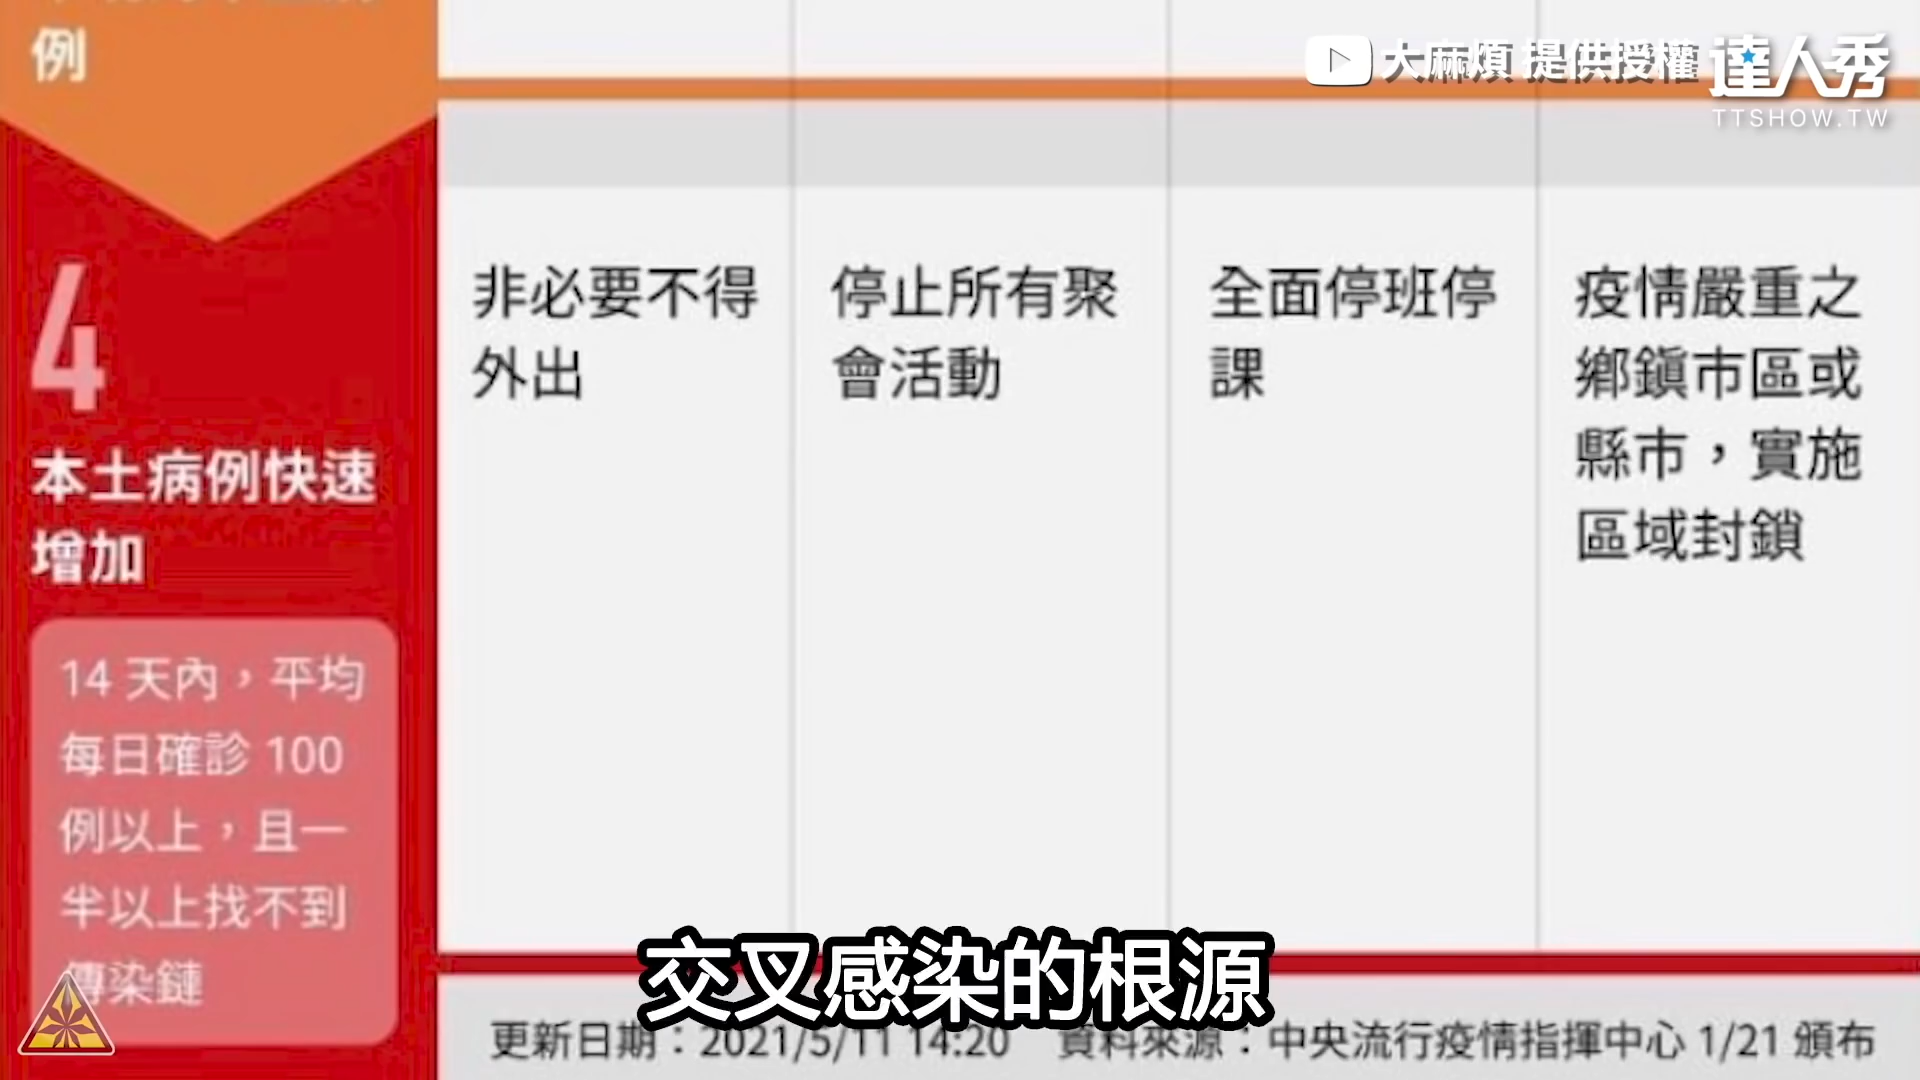 例
大麻煩 提供授權
達人秀
TTSHOW.TW
4
本土病例快速
增加
14 天內，平均
每日確診 100
例以上，且一
半以上找不到
傳染鏈
非必要不得
外出
停止所有聚
會活動
全面停班停
課
疫情嚴重之
鄉鎮市區或
縣市，實施
區域封鎖
交叉感染的根源
更新日期：2021/5/11 14:20 資料來源：中央流行疫情指揮中心 1/21 頒布